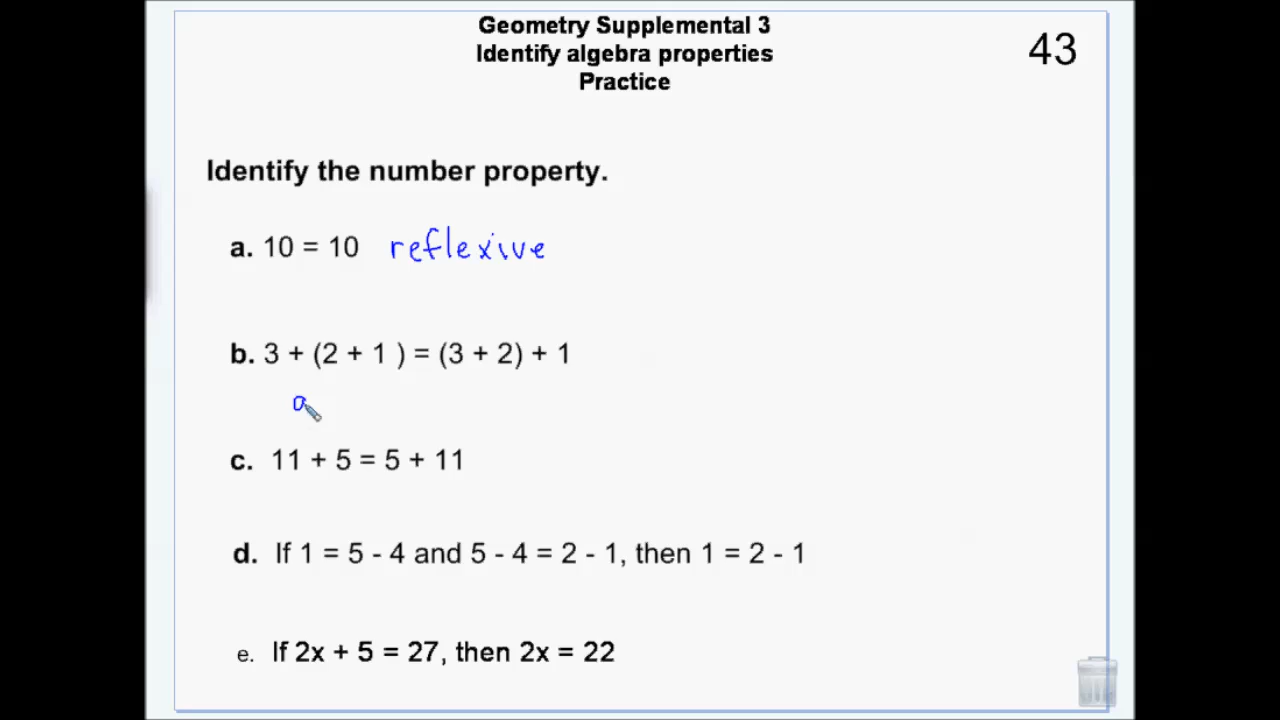 Geometry Supplemental 3
Identify algebra properties
Practice
43
Identify the number property.
a. 10 = 10 reflexive
b. 3 + (2 + 1 ) = (3 + 2) + 1
a
c. 11 + 5 = 5 + 11
d. If 1 = 5 - 4 and 5 - 4 = 2 - 1, then 1 = 2 - 1
e. If 2x + 5 = 27, then 2x = 22